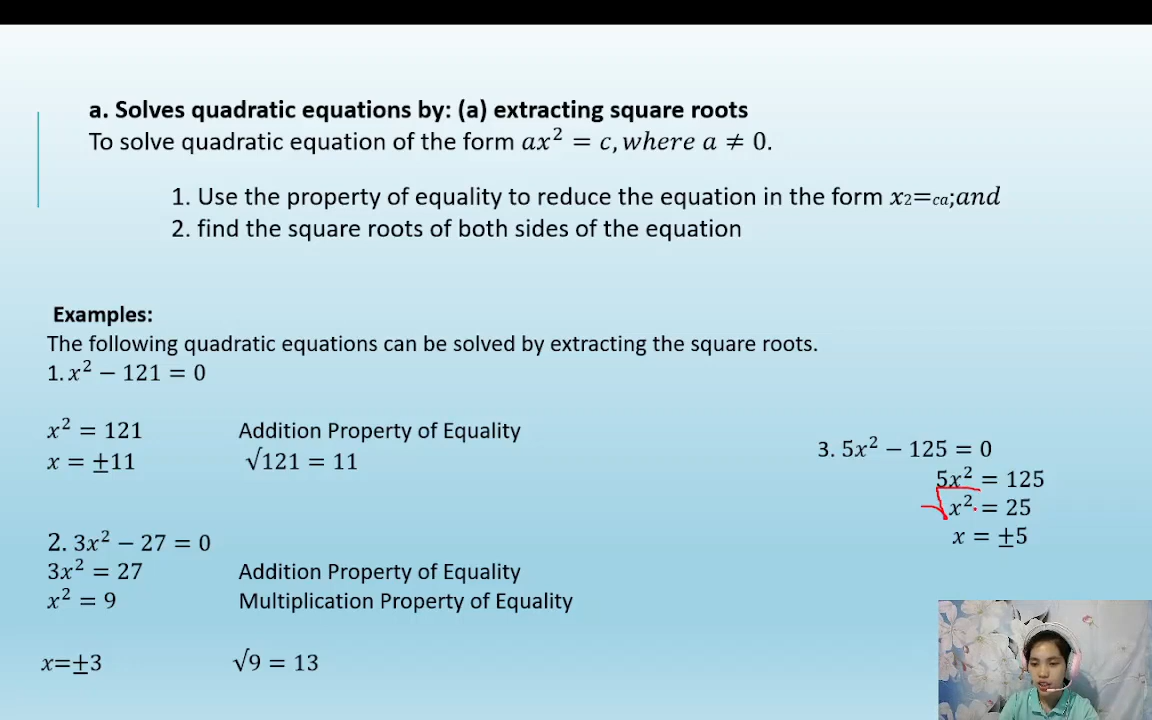 a. Solves quadratic equations by: (a) extracting square roots
To solve quadratic equation of the form 𝑎𝑥² = 𝑐, 𝑤ℎ𝑒𝑟𝑒 𝑎 ≠ 0.
1. Use the property of equality to reduce the equation in the form 𝑥2=𝑐𝑎;𝑎𝑛𝑑
2. find the square roots of both sides of the equation
Examples:
The following quadratic equations can be solved by extracting the square roots.
1. 𝑥² − 121 = 0
𝑥² = 121 Addition Property of Equality
𝑥 = ±11 √121 = 11
2. 3𝑥² − 27 = 0
3𝑥² = 27 Addition Property of Equality
𝑥² = 9 Multiplication Property of Equality
𝑥=±3 √9 = 13
3. 5𝑥² − 125 = 0
5𝑥² = 125
√𝑥² = 25
𝑥 = ±5